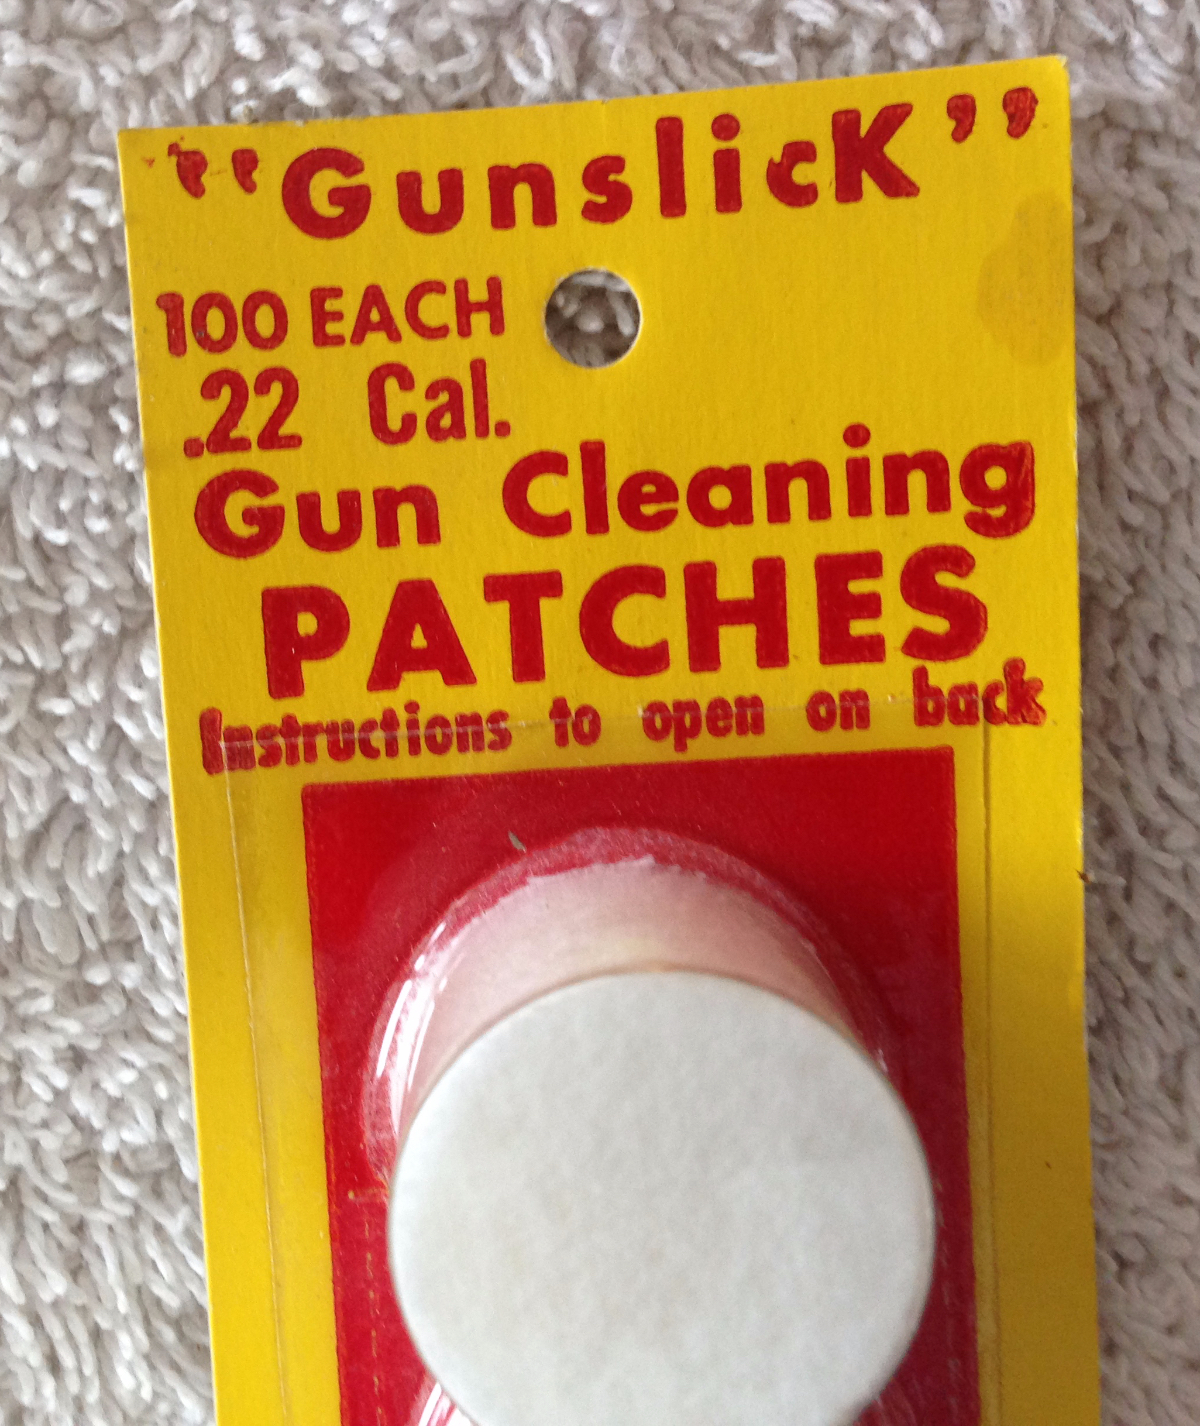 "GunslicK"
100 EACH
.22 Cal.
Gun Cleaning
PATCHES
Instructions to open on back